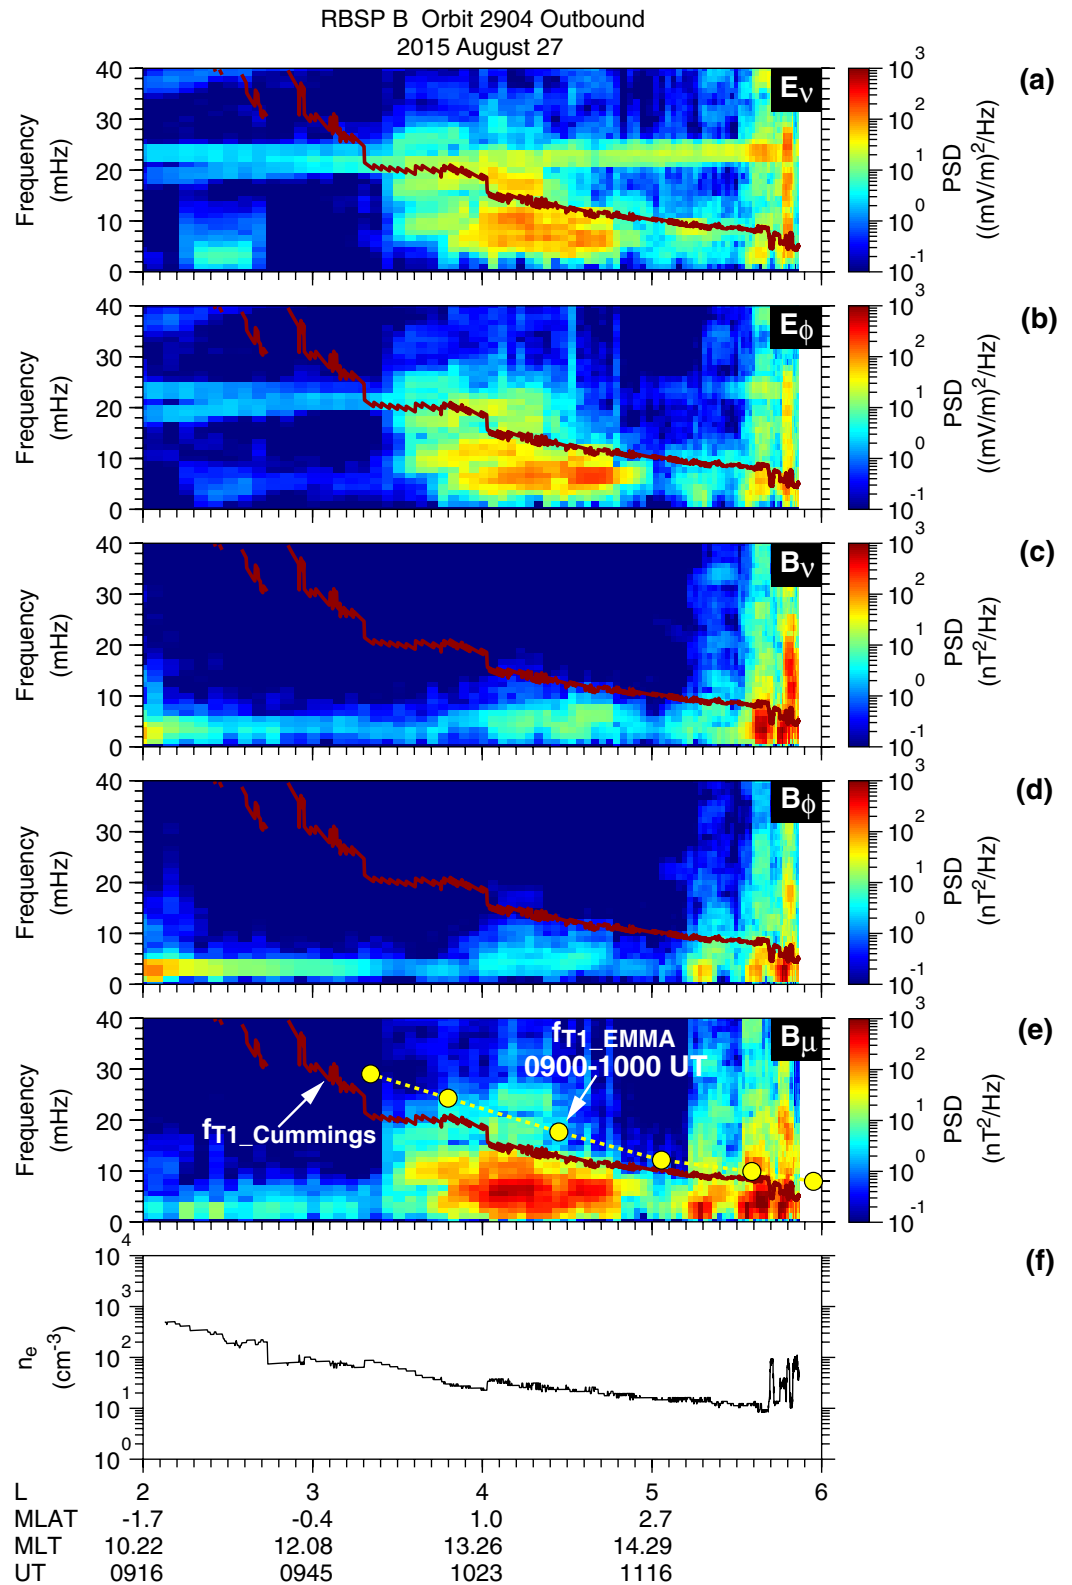 RBSP B  Orbit 2904 Outbound
2015 August 27
(a)
Eν
Frequency
(mHz)
40
30
20
10
0
10^3
10^2
10^1
10^0
10^-1
PSD
((mV/m)^2/Hz)
(b)
Eϕ
Frequency
(mHz)
40
30
20
10
0
10^3
10^2
10^1
10^0
10^-1
PSD
((mV/m)^2/Hz)
(c)
Bν
Frequency
(mHz)
40
30
20
10
0
10^3
10^2
10^1
10^0
10^-1
PSD
(nT^2/Hz)
(d)
Bϕ
Frequency
(mHz)
40
30
20
10
0
10^3
10^2
10^1
10^0
10^-1
PSD
(nT^2/Hz)
(e)
Bμ
fT1_EMMA
0900-1000 UT
fT1_Cummings
Frequency
(mHz)
40
30
20
10
0
10^3
10^2
10^1
10^0
10^-1
PSD
(nT^2/Hz)
(f)
ne
(cm^-3)
10^4
10^3
10^2
10^1
10^0
L 2 3 4 5 6
MLAT -1.7 -0.4 1.0 2.7
MLT 10.22 12.08 13.26 14.29
UT 0916 0945 1023 1116